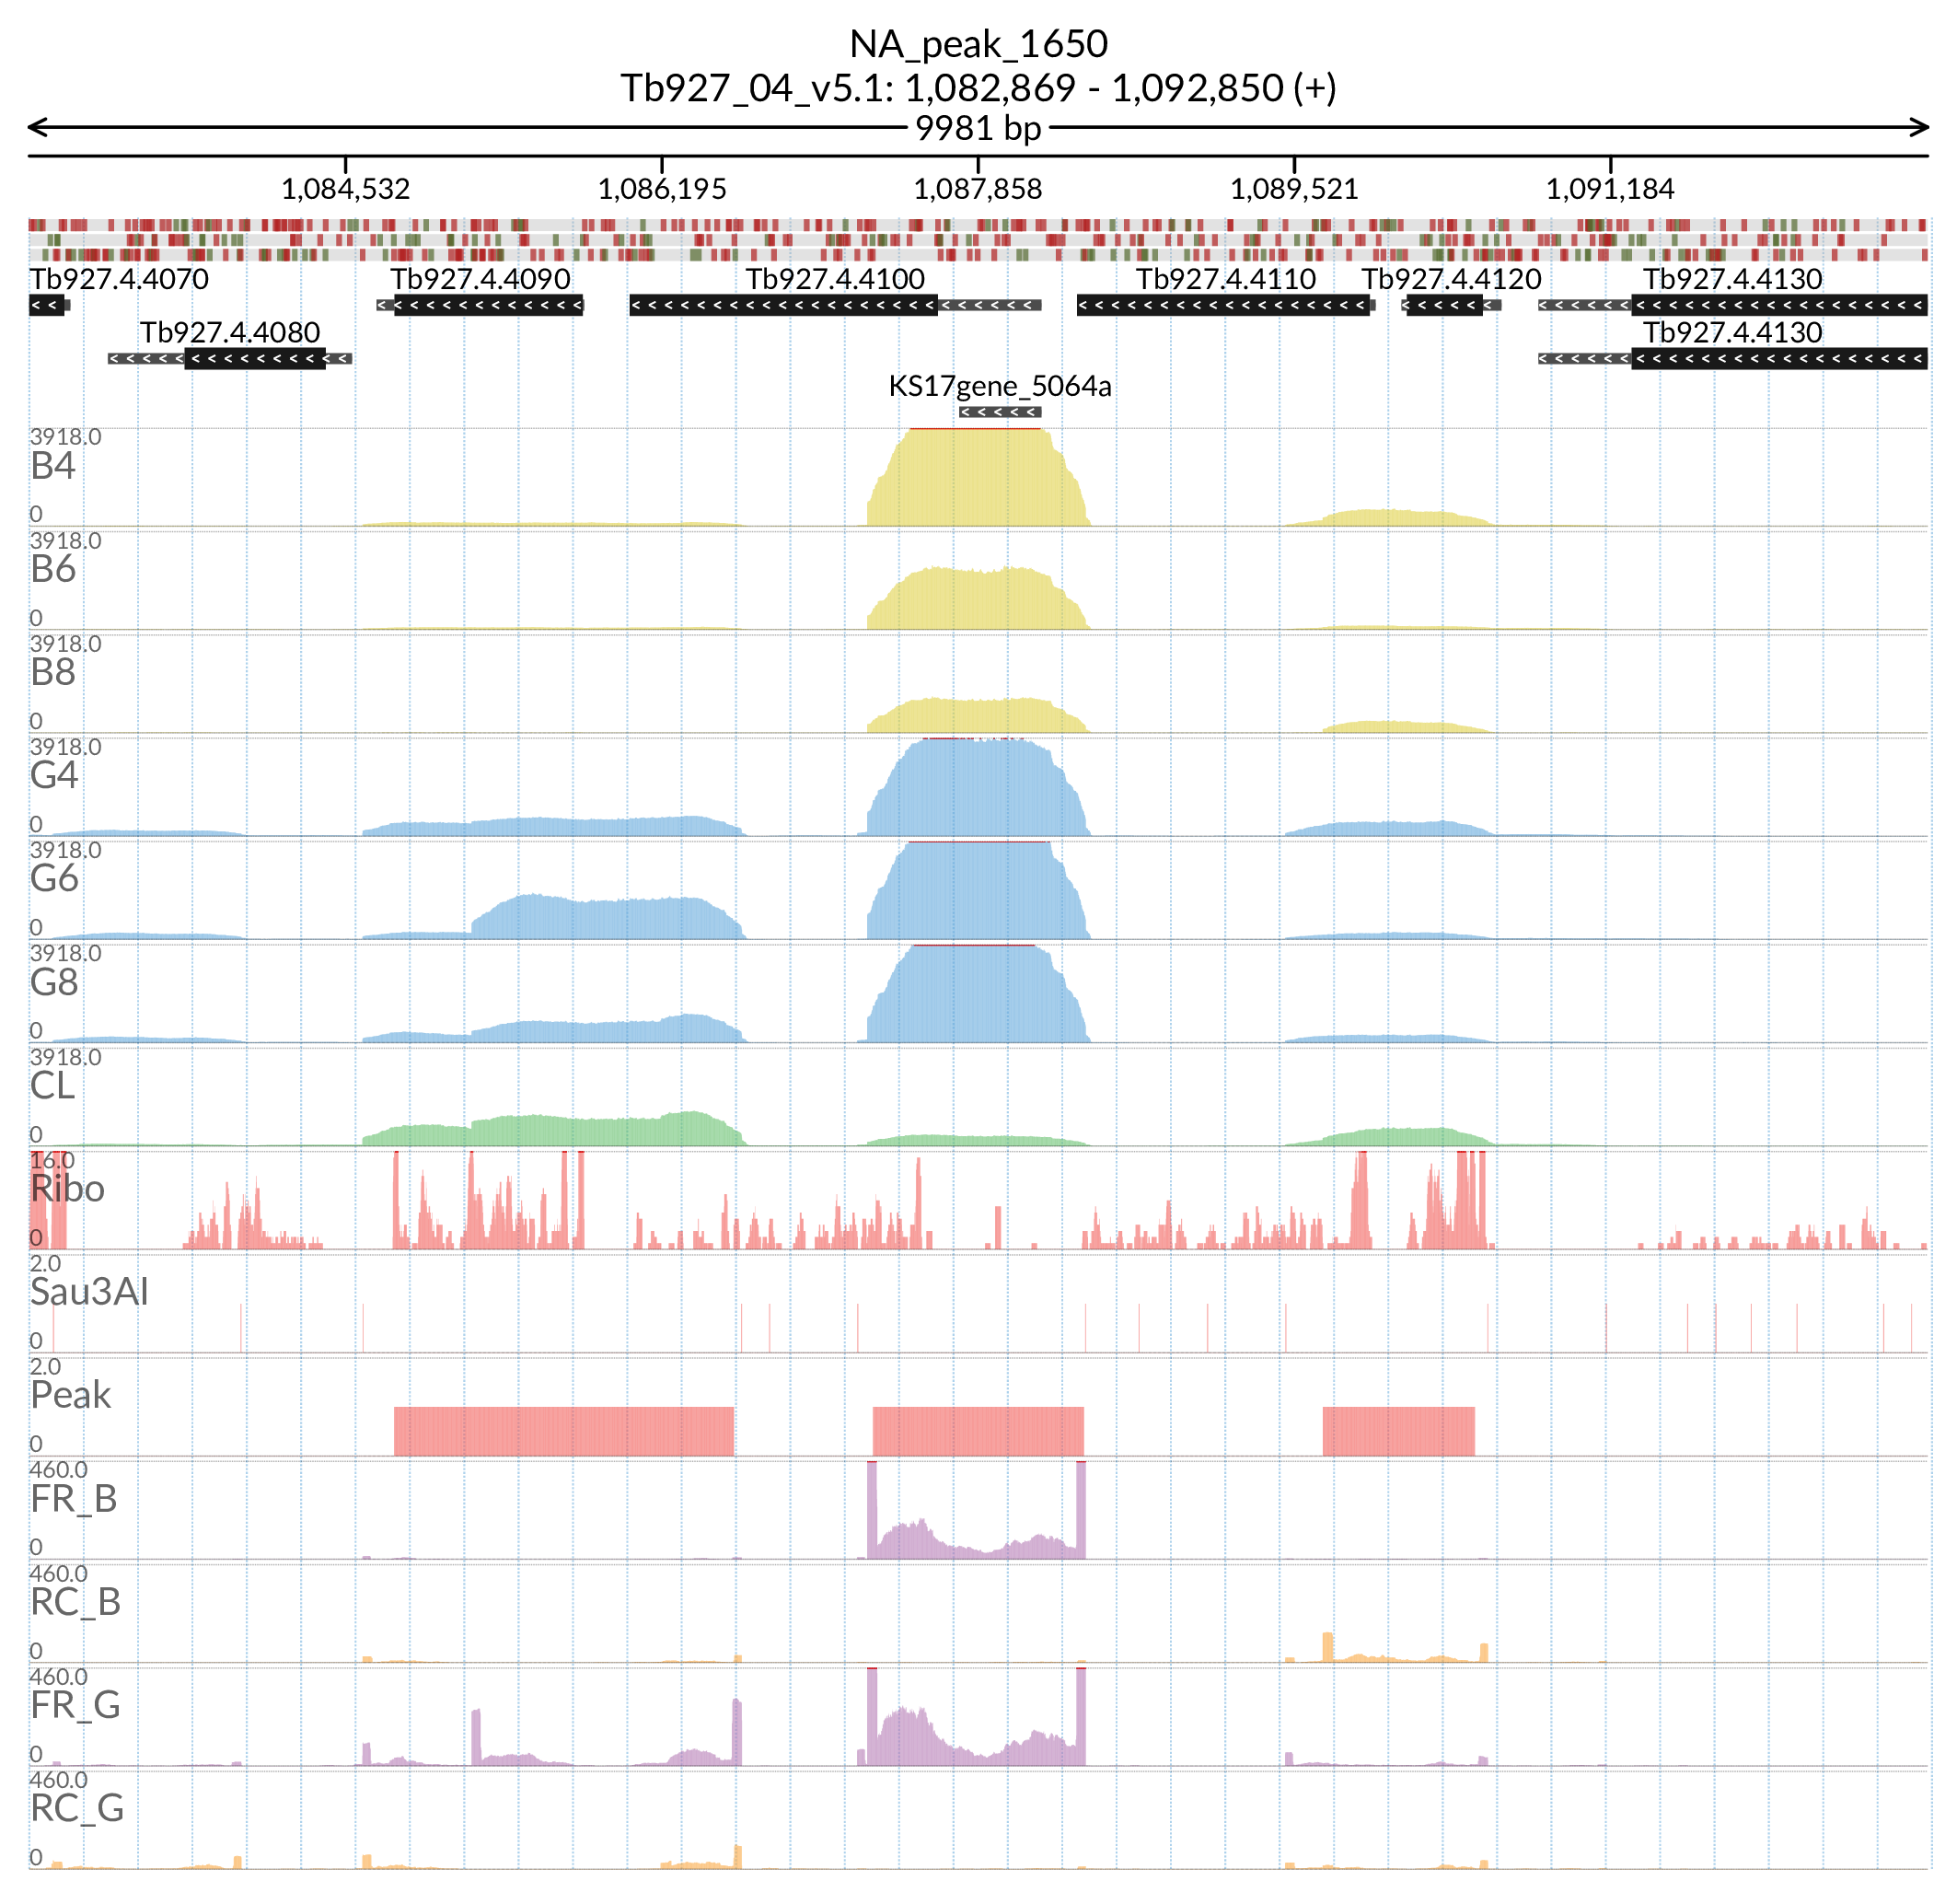 NA_peak_1650
Tb927_04_v5.1: 1,082,869 - 1,092,850 (+)
9981 bp
1,084,532 1,086,195 1,087,858 1,089,521 1,091,184
Tb927.4.4070 Tb927.4.4090 Tb927.4.4100 Tb927.4.4110 Tb927.4.4120 Tb927.4.4130
Tb927.4.4080 Tb927.4.4130
KS17gene_5064a
3918.0
B4
0
3918.0
B6
0
3918.0
B8
0
3918.0
G4
0
3918.0
G6
0
3918.0
G8
0
3918.0
CL
0
16.0
Ribo
0
2.0
Sau3AI
0
2.0
Peak
0
460.0
FR_B
0
460.0
RC_B
0
460.0
FR_G
0
460.0
RC_G
0